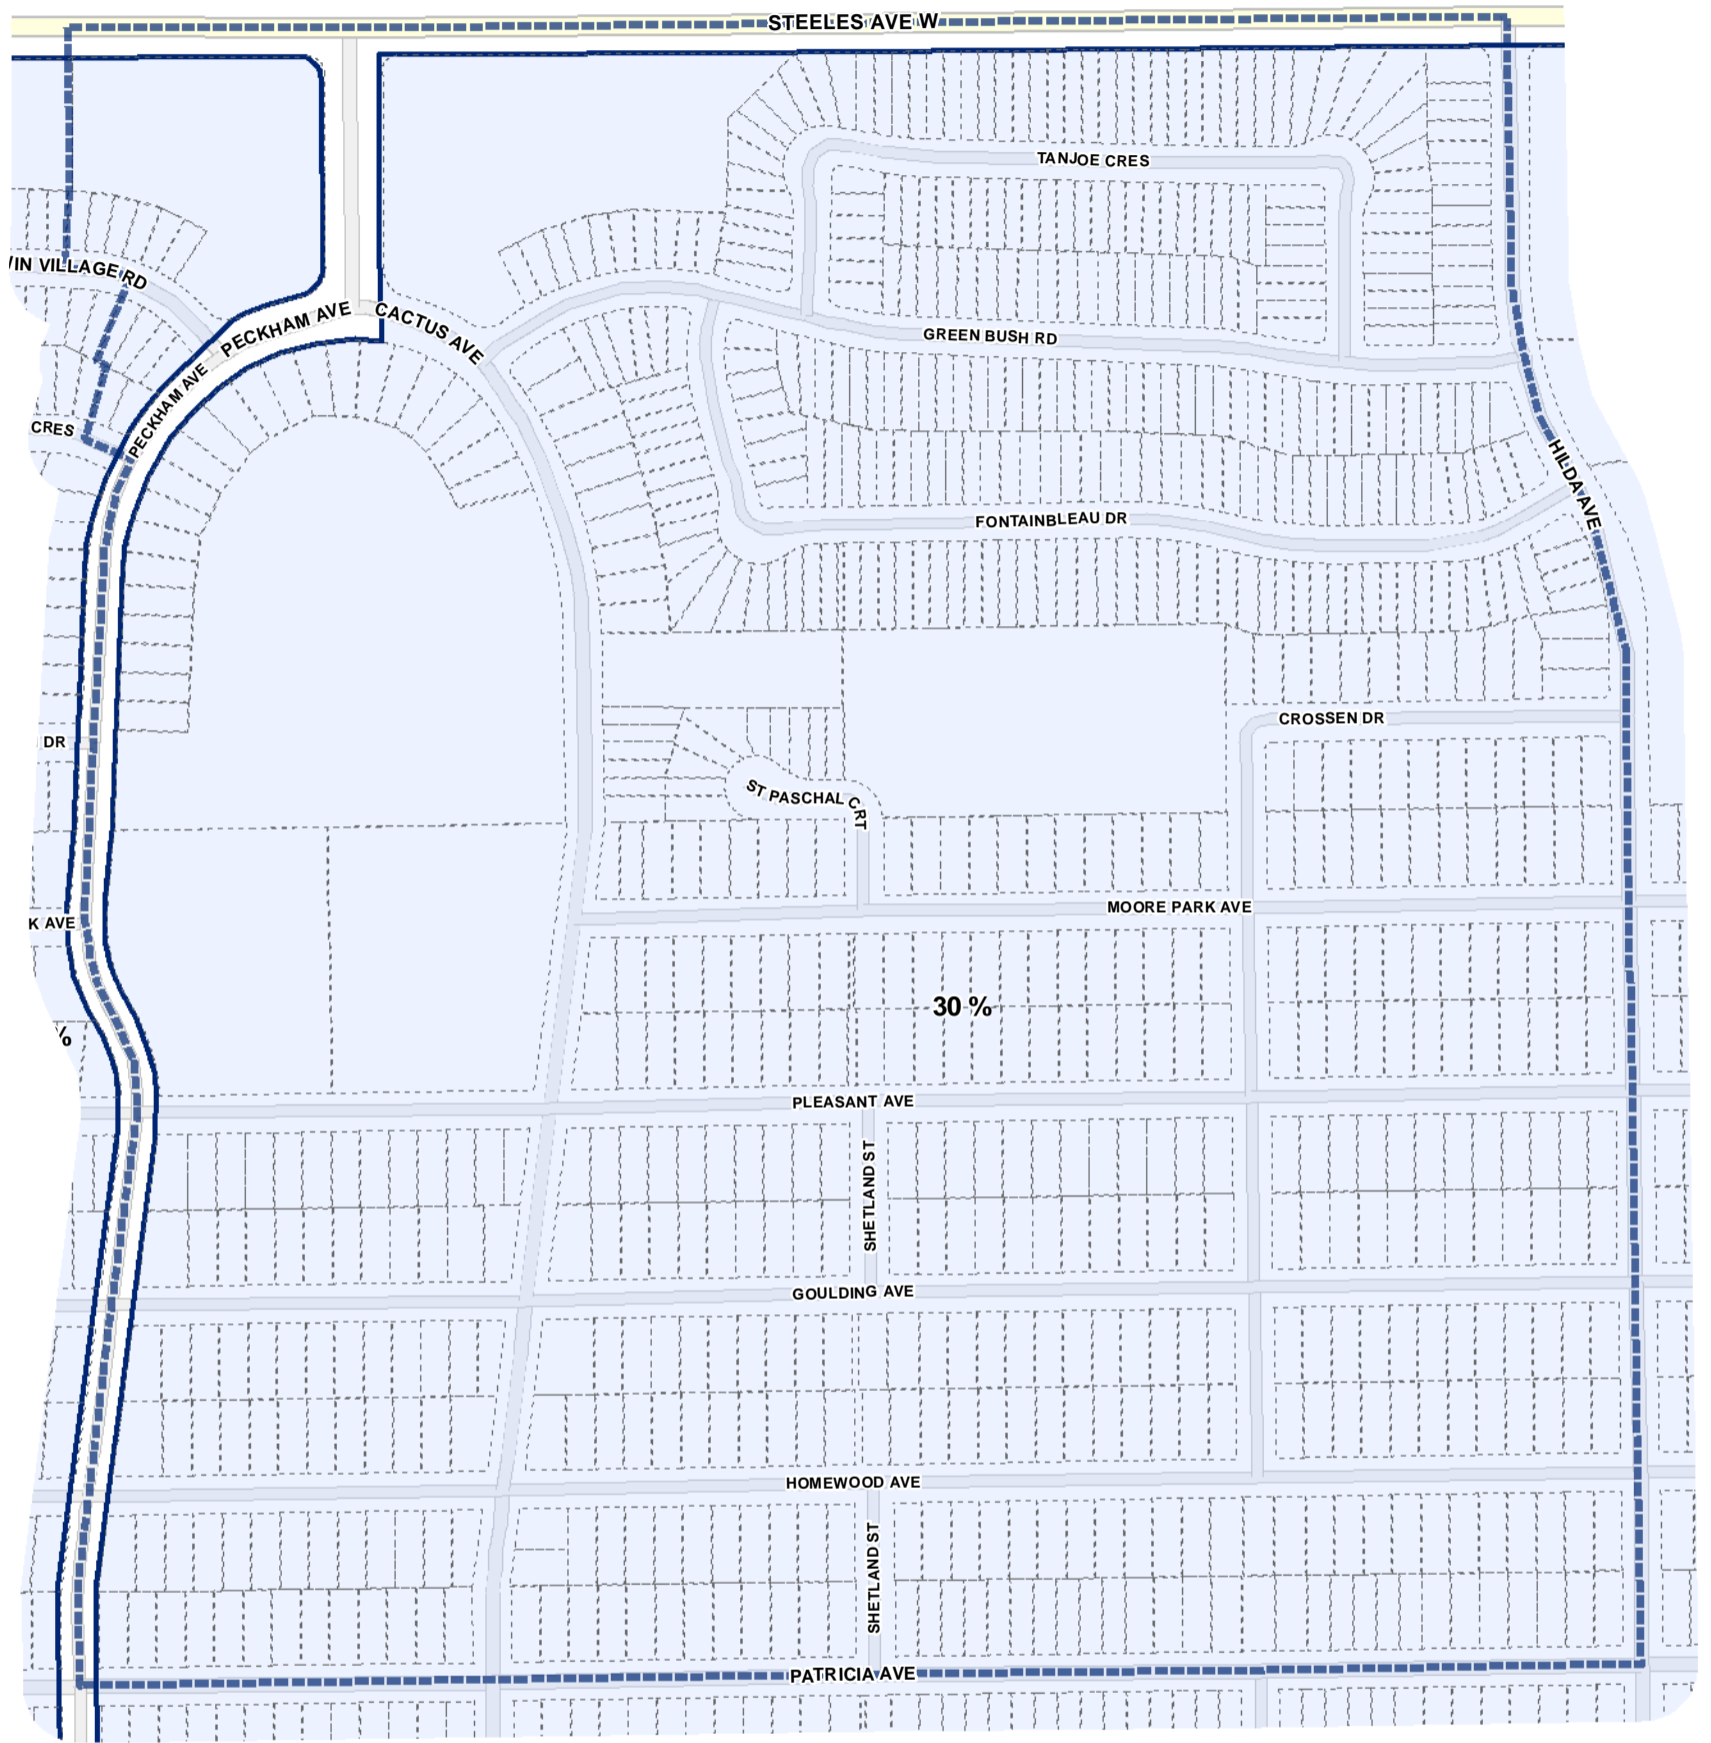 STEELES AVE W
TANJOE CRES
VIN VILLAGE RD
PECKHAM AVE
CACTUS AVE
GREEN BUSH RD
PECKHAM AVE
CRES
HILDA AVE
FONTAINBLEAU DR
CROSSEN DR
DR
ST PASCHAL CRT
MOORE PARK AVE
K AVE
30 %
%
PLEASANT AVE
SHETLAND ST
GOULDING AVE
HOMEWOOD AVE
SHETLAND ST
PATRICIA AVE